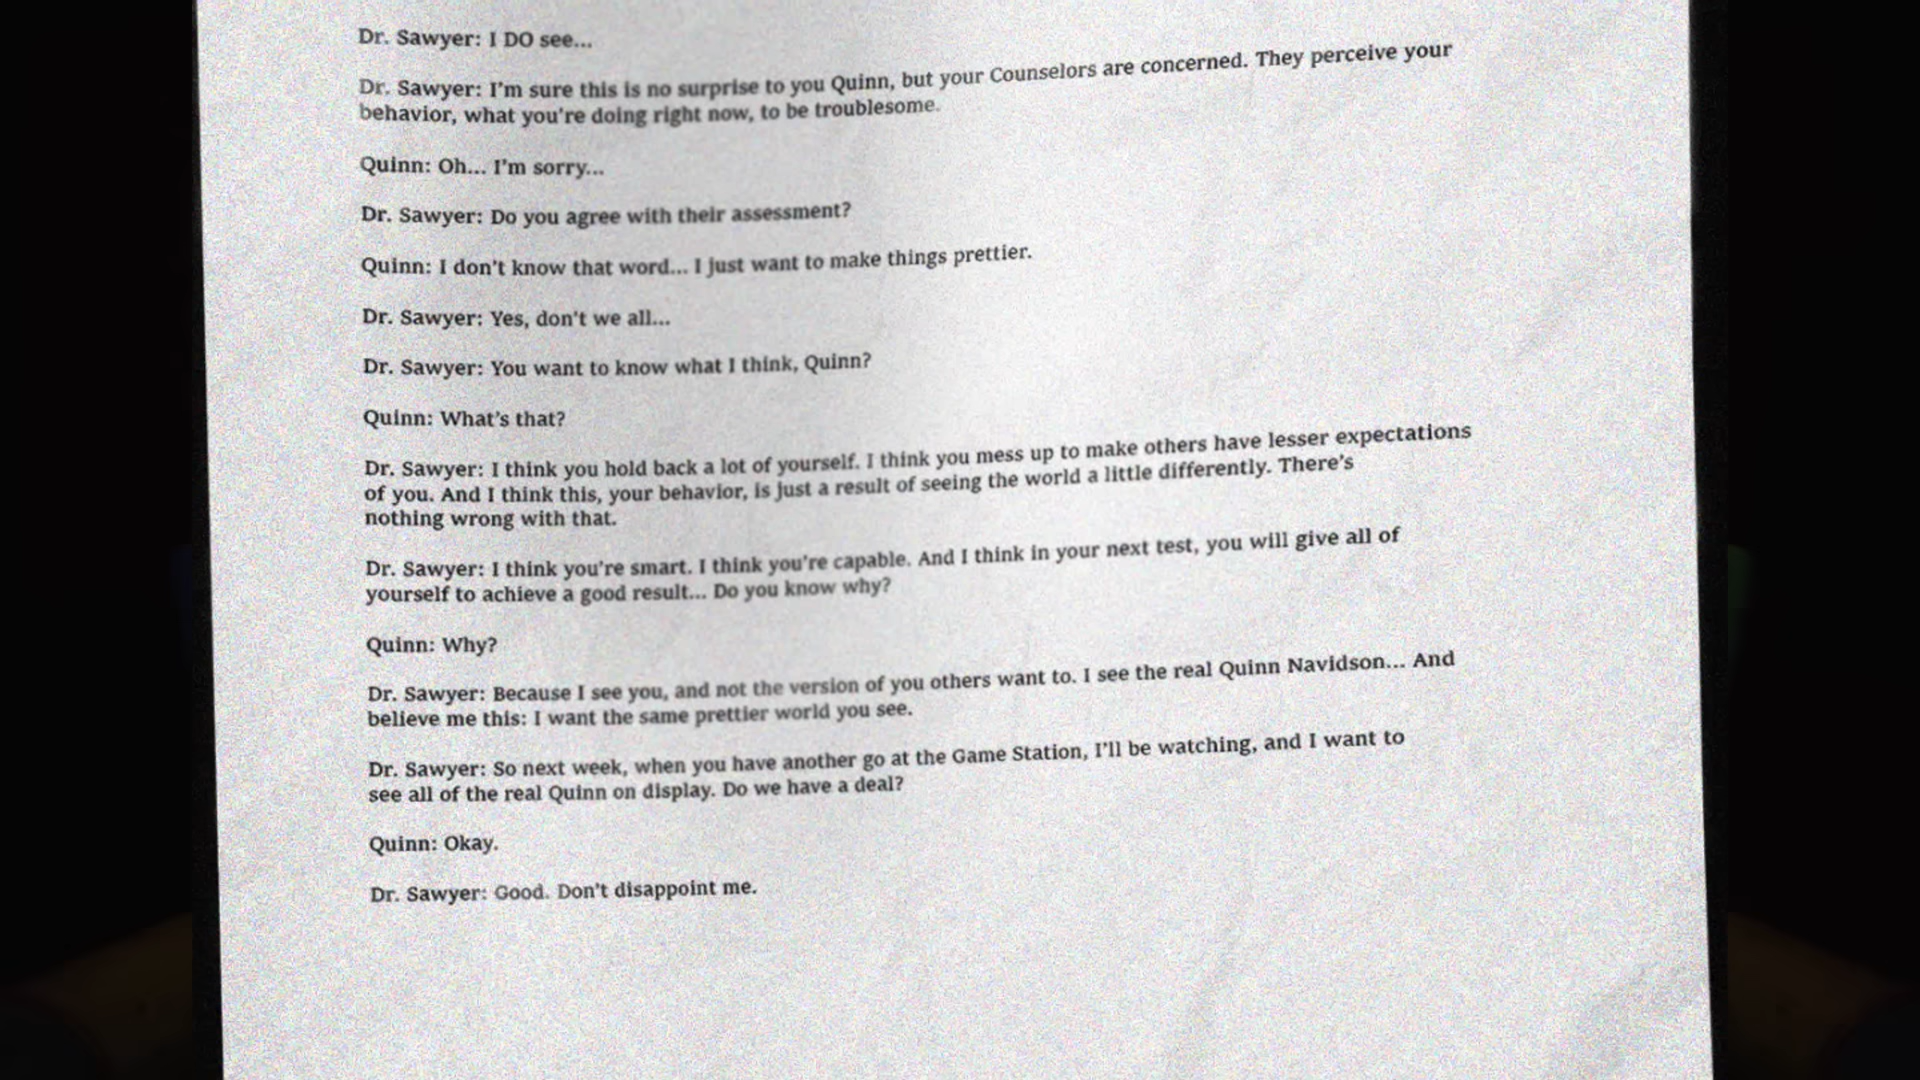 Dr. Sawyer: I DO see...
Dr. Sawyer: I'm sure this is no surprise to you Quinn, but your Counselors are concerned. They perceive your
behavior, what you're doing right now, to be troublesome.
Quinn: Oh... I'm sorry...
Dr. Sawyer: Do you agree with their assessment?
Quinn: I don't know that word... I just want to make things prettier.
Dr. Sawyer: Yes, don't we all...
Dr. Sawyer: You want to know what I think, Quinn?
Quinn: What's that?
Dr. Sawyer: I think you hold back a lot of yourself. I think you mess up to make others have lesser expectations
of you. And I think this, your behavior, is just a result of seeing the world a little differently. There's
nothing wrong with that.
Dr. Sawyer: I think you're smart. I think you're capable. And I think in your next test, you will give all of
yourself to achieve a good result... Do you know why?
Quinn: Why?
Dr. Sawyer: Because I see you, and not the version of you others want to. I see the real Quinn Navidson... And
believe me this: I want the same prettier world you see.
Dr. Sawyer: So next week, when you have another go at the Game Station, I'll be watching, and I want to
see all of the real Quinn on display. Do we have a deal?
Quinn: Okay.
Dr. Sawyer: Good. Don't disappoint me.